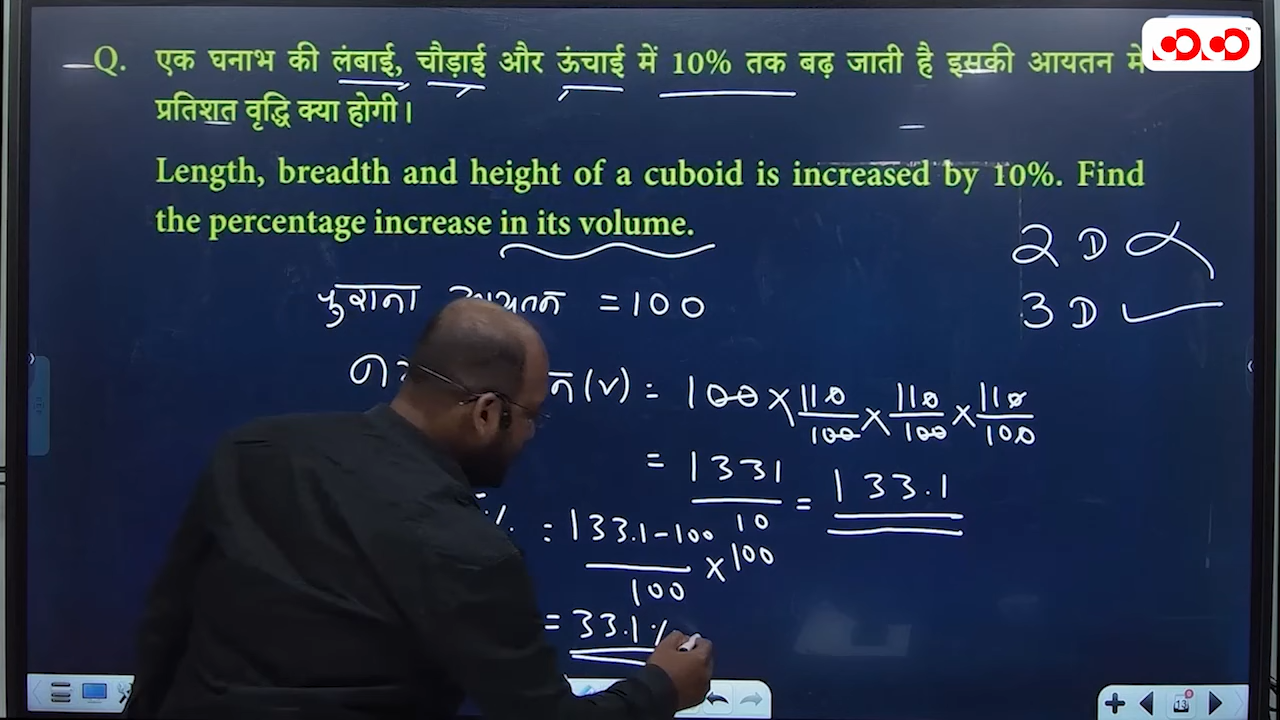 Q. एक घनाभ की लंबाई, चौड़ाई और ऊंचाई में 10% तक बढ़ जाती है इसकी आयतन में
प्रतिशत वृद्धि क्या होगी।
Length, breadth and height of a cuboid is increased by 10%. Find
the percentage increase in its volume.
2D
3D
पुराना आयतन = 100
(v) = 100 × 110/100 × 110/100 × 110/100
= 1331/10 = 133.1
% = 133.1-100/100 × 100
= 33.1%
13